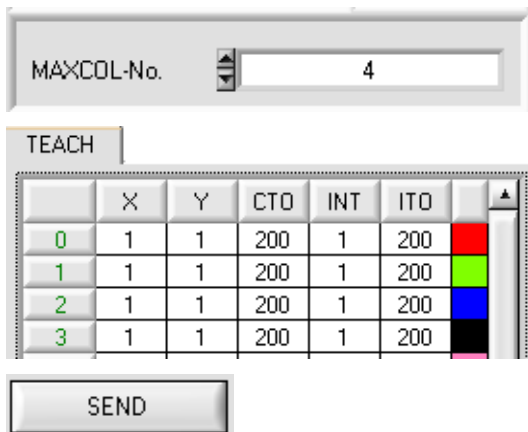 MAXCOL-No. 4
TEACH
X Y CTO INT ITO
0 1 1 200 1 200
1 1 1 200 1 200
2 1 1 200 1 200
3 1 1 200 1 200
SEND